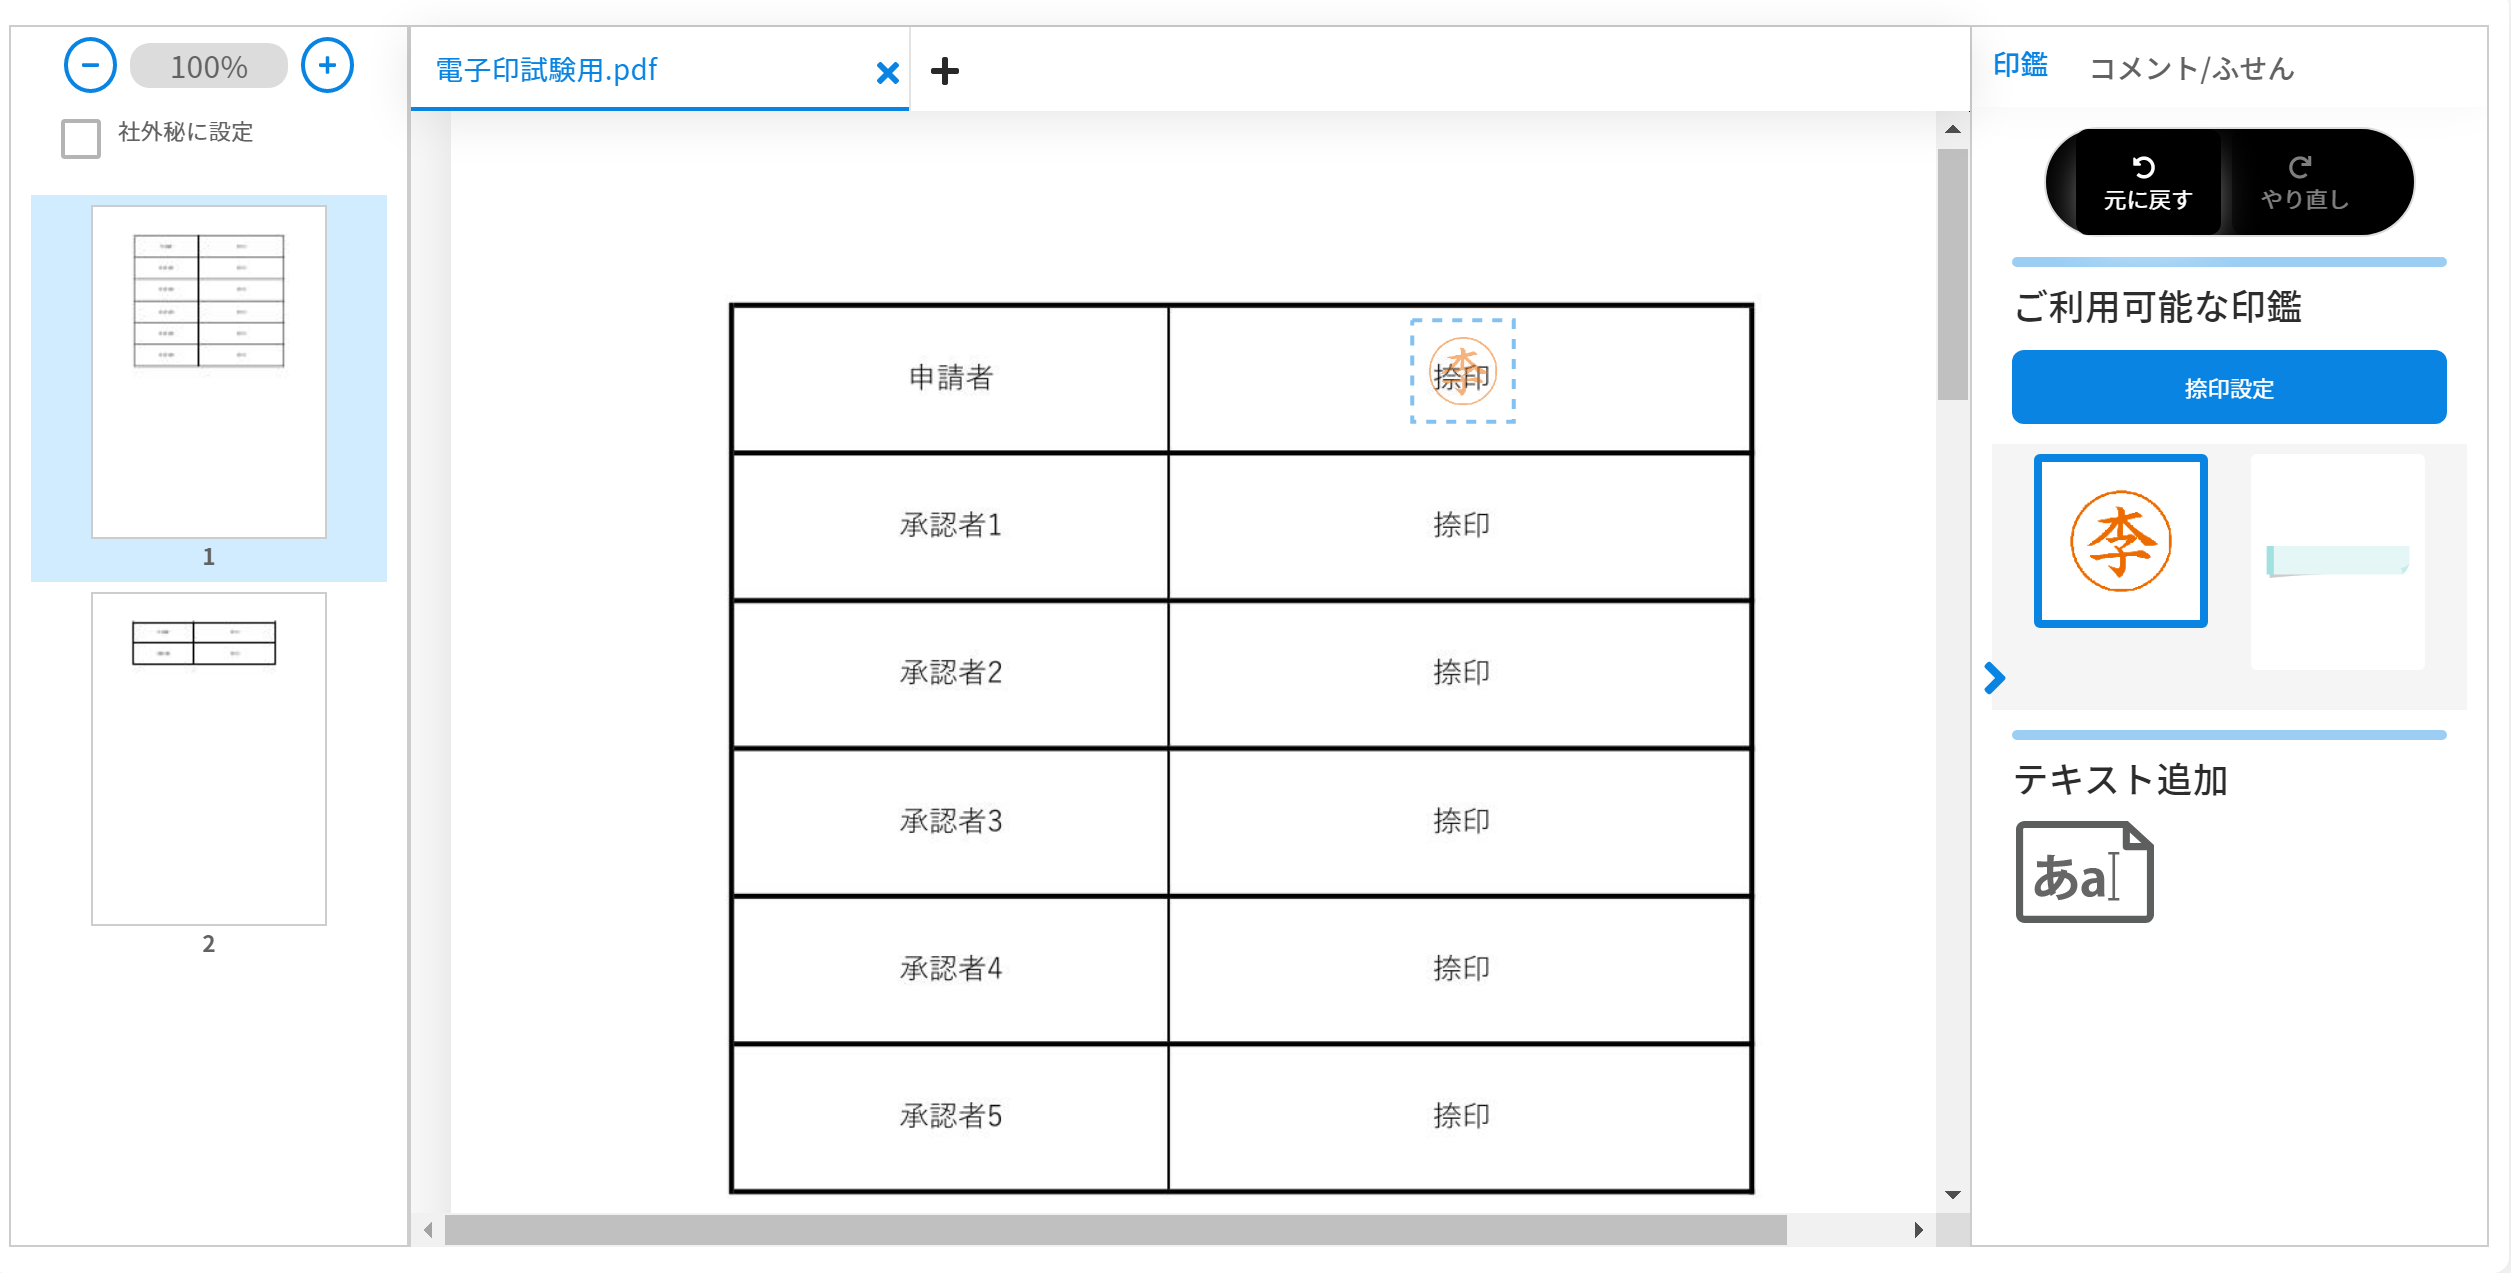 100%
社外秘に設定
1
2
電子印試験用.pdf
申請者
捺印
李
承認者1
捺印
承認者2
捺印
承認者3
捺印
承認者4
捺印
承認者5
捺印
印鑑 コメント/ふせん
元に戻す やり直し
ご利用可能な印鑑
捺印設定
李
テキスト追加
あa